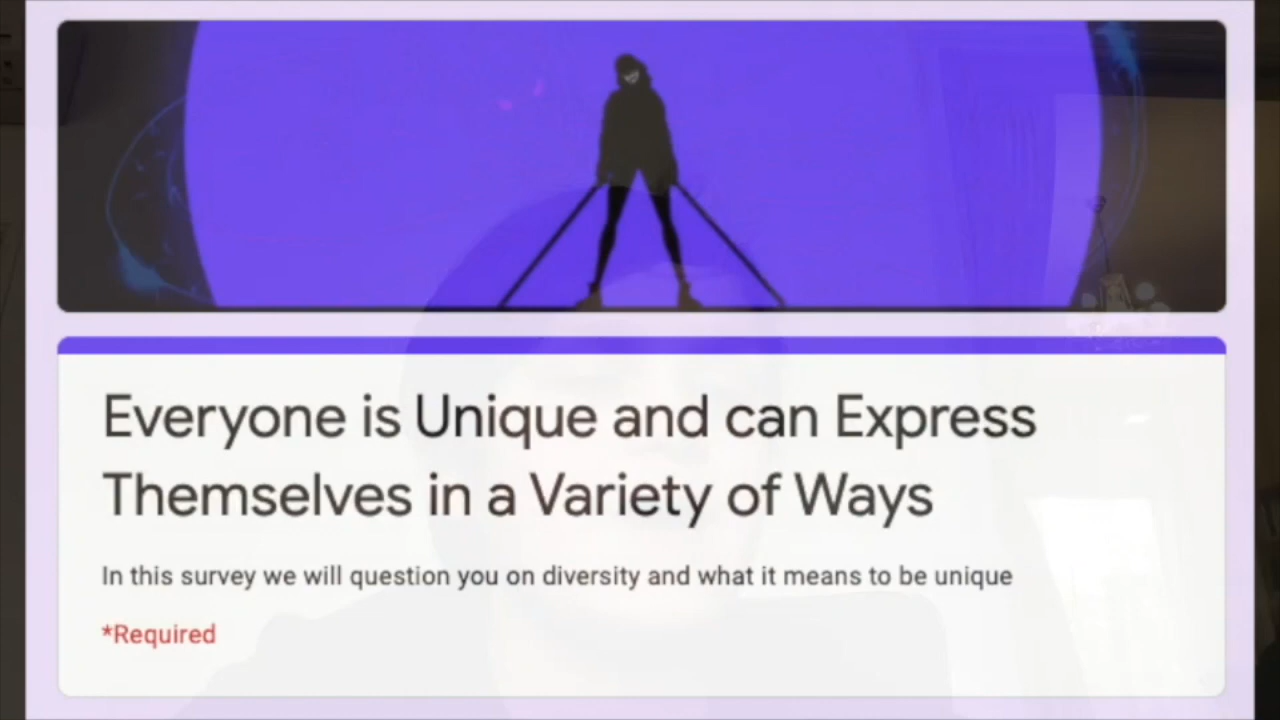 Everyone is Unique and can Express
Themselves in a Variety of Ways
In this survey we will question you on diversity and what it means to be unique
*Required